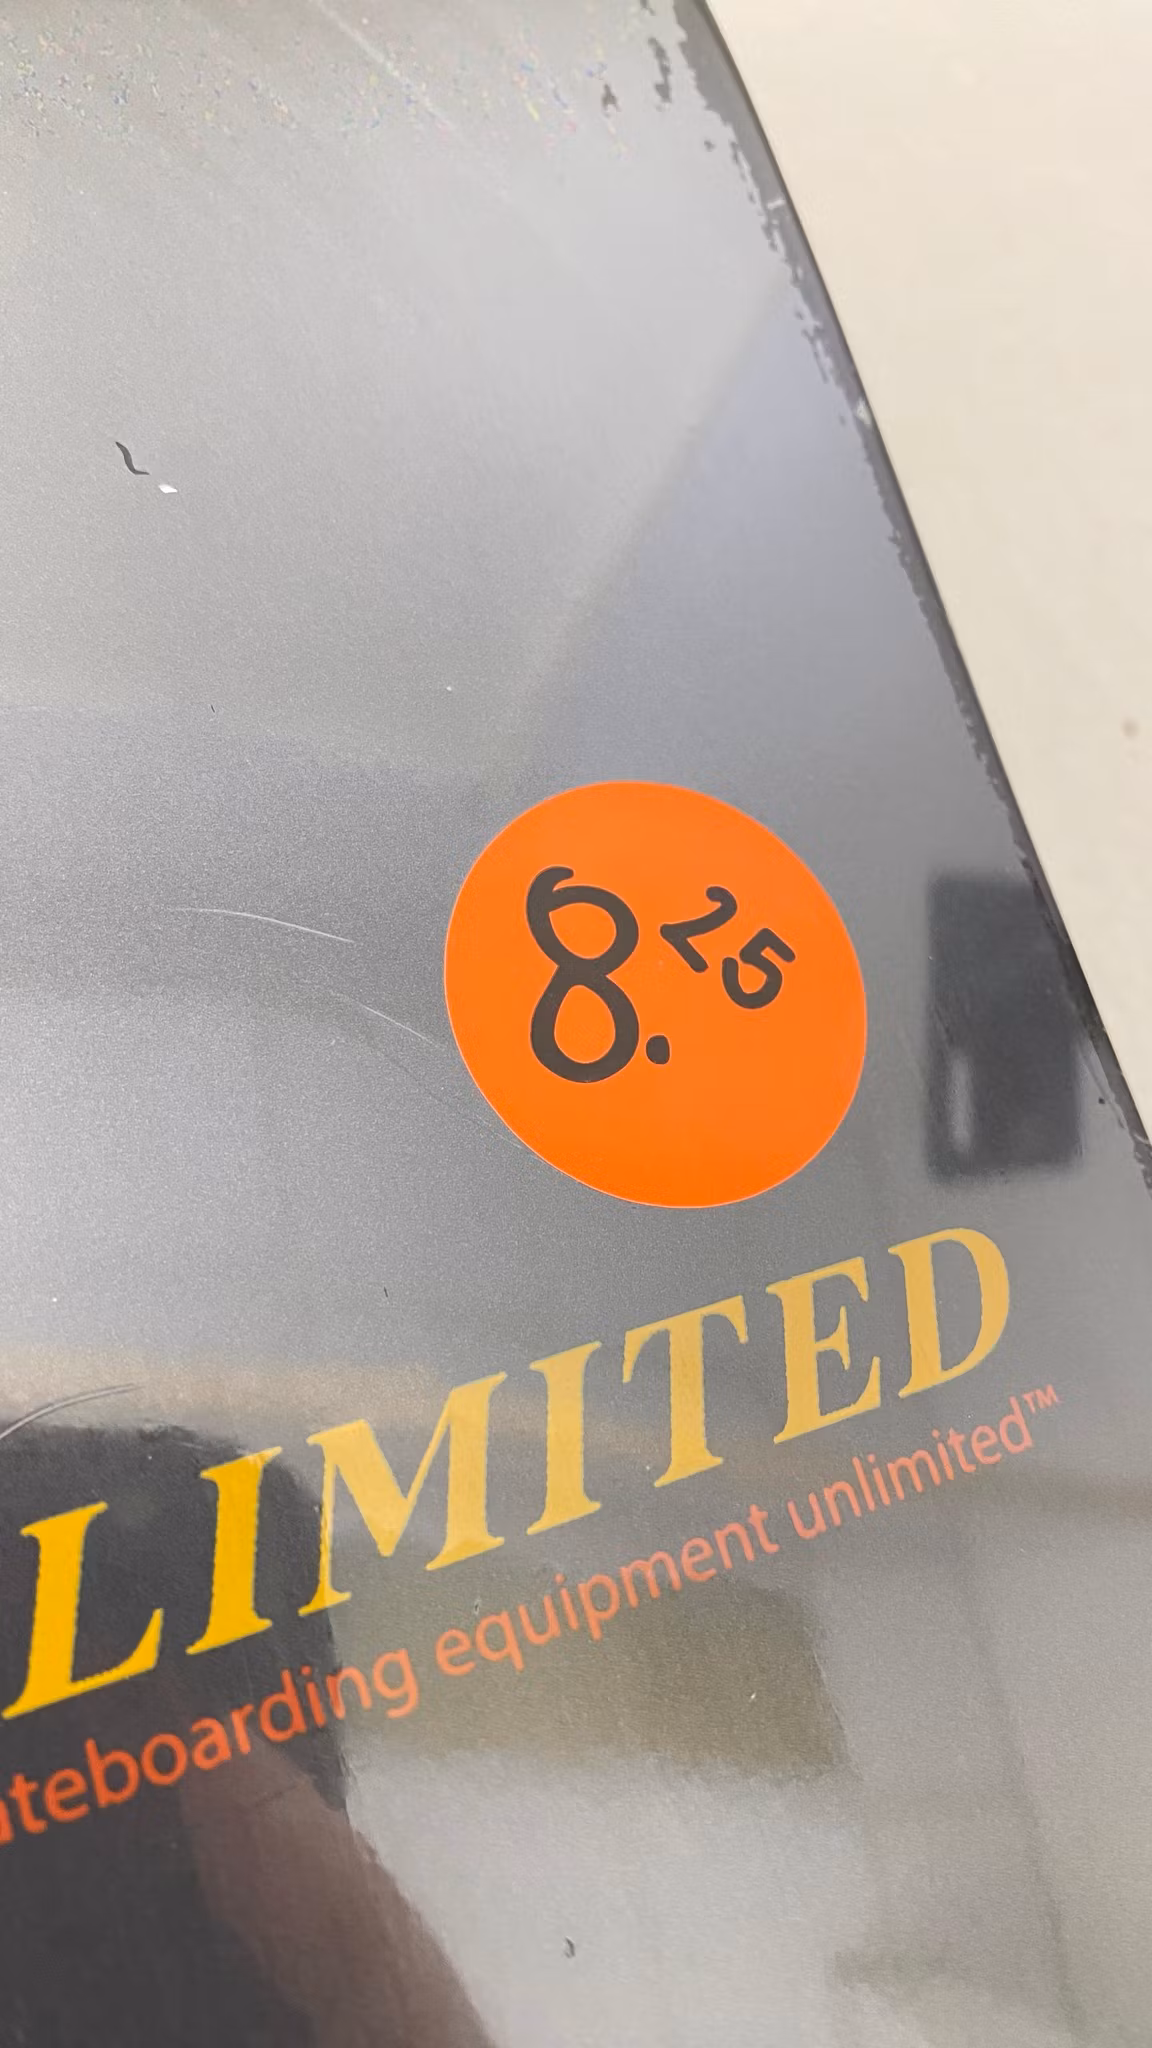 8.25
LIMITED
ateboarding equipment unlimited™